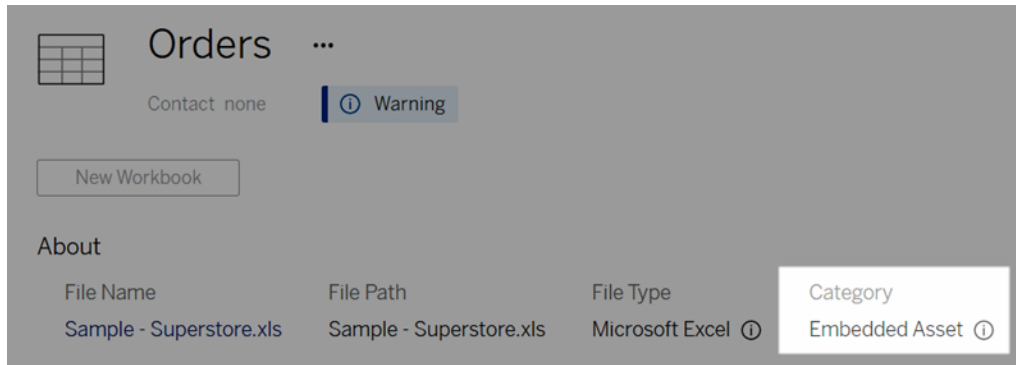 Orders ...
Contact none
Warning
New Workbook
About
File Name File Path File Type Category
Sample - Superstore.xls Sample - Superstore.xls Microsoft Excel Embedded Asset